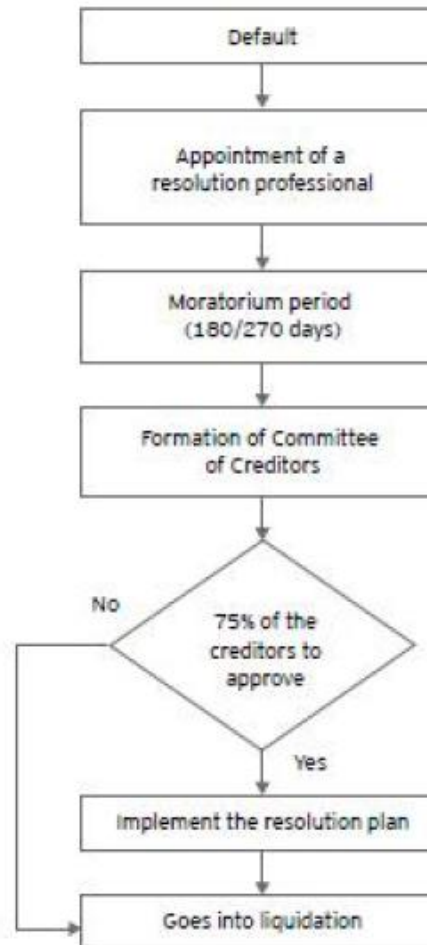 Default
Appointment of a
resolution professional
Moratorium period
(180/270 days)
Formation of Committee
of Creditors
No
75% of the
creditors to
approve
Yes
Implement the resolution plan
Goes into liquidation